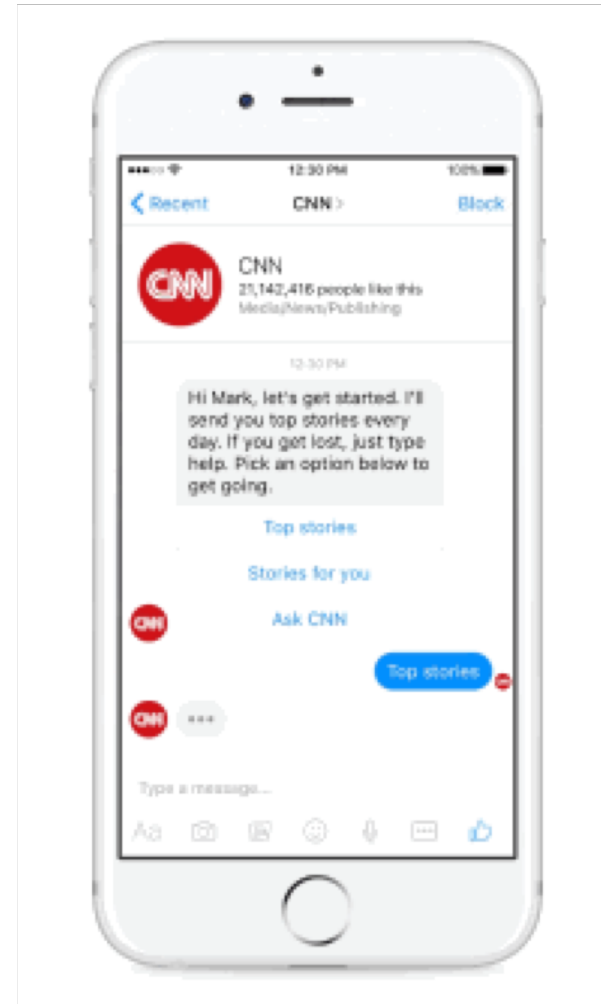 12:30 PM
100%
Recent
CNN >
Block
CNN
CNN
21,142,416 people like this
Media/News/Publishing
12:30 PM
Hi Mark, let's get started. I'll
send you top stories every
day. If you get lost, just type
help. Pick an option below to
get going.
Top stories
Stories for you
CNN
Ask CNN
Top stories
CNN
Type a message...
Aa